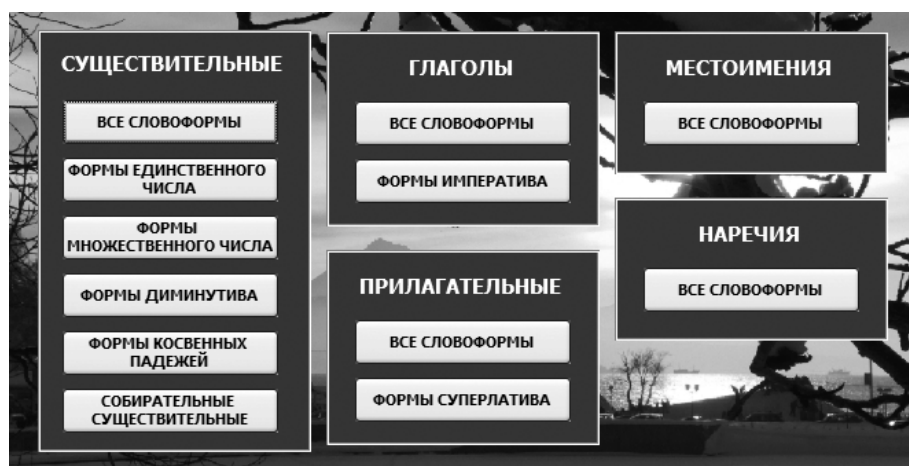 СУЩЕСТВИТЕЛЬНЫЕ
ВСЕ СЛОВОФОРМЫ
ФОРМЫ ЕДИНСТВЕННОГО
ЧИСЛА
ФОРМЫ
МНОЖЕСТВЕННОГО ЧИСЛА
ФОРМЫ ДИМИНУТИВА
ФОРМЫ КОСВЕННЫХ
ПАДЕЖЕЙ
СОБИРАТЕЛЬНЫЕ
СУЩЕСТВИТЕЛЬНЫЕ
ГЛАГОЛЫ
ВСЕ СЛОВОФОРМЫ
ФОРМЫ ИМПЕРАТИВА
ПРИЛАГАТЕЛЬНЫЕ
ВСЕ СЛОВОФОРМЫ
ФОРМЫ СУПЕРЛАТИВА
МЕСТОИМЕНИЯ
ВСЕ СЛОВОФОРМЫ
НАРЕЧИЯ
ВСЕ СЛОВОФОРМЫ